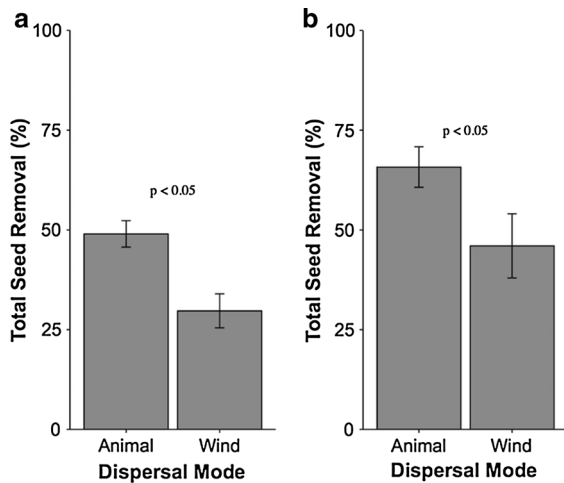 a
Total Seed Removal (%)
100
75
50
25
0
p < 0.05
Animal
Wind
Dispersal Mode
b
Total Seed Removal (%)
100
75
50
25
0
p < 0.05
Animal
Wind
Dispersal Mode